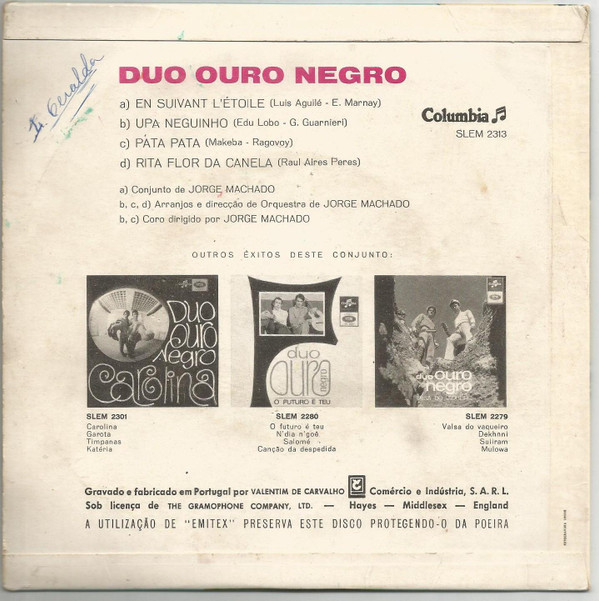 Geralda
DUO OURO NEGRO
a) EN SUIVANT L'ÉTOILE (Luis Aguilé - E. Marnay)
b) UPA NEGUINHO (Edu Lobo - G. Guarnieri)
c) PÁTA PATA (Makeba - Ragovoy)
d) RITA FLOR DA CANELA (Raul Aires Peres)
Columbia
SLEM 2313
a) Conjunto de JORGE MACHADO
b, c, d) Arranjos e direcção de Orquestra de JORGE MACHADO
b, c) Coro dirigido por JORGE MACHADO
OUTROS ÊXITOS DESTE CONJUNTO:
Duo
Ouro
Negro
Carolina
duo
ouro
negro
O FUTURO É TEU
duo ouro
negro
SLEM 2301
Carolina
Garota
Timpanas
Katéria
SLEM 2280
O futuro é teu
N'dia n'goê
Salomé
Canção da despedida
SLEM 2279
Valsa do vaqueiro
Dekhnni
Suliram
Mulowa
Gravado e fabricado em Portugal por VALENTIM DE CARVALHO Comércio e Indústria, S. A. R. L.
Sob licença de THE GRAMOPHONE COMPANY, LTD. — Hayes — Middlesex — England
A UTILIZAÇÃO DE "EMITEX" PRESERVA ESTE DISCO PROTEGENDO-O DA POEIRA